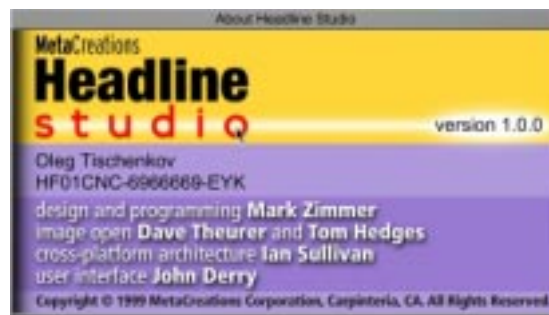 About Headline Studio
MetaCreations
Headline
studio
version 1.0.0
Oleg Tischenkov
HF01CNC-6966669-EYK
design and programming Mark Zimmer
image open Dave Theurer and Tom Hedges
cross-platform architecture Ian Sullivan
user interface John Derry
Copyright © 1999 MetaCreations Corporation, Carpinteria, CA. All Rights Reserved